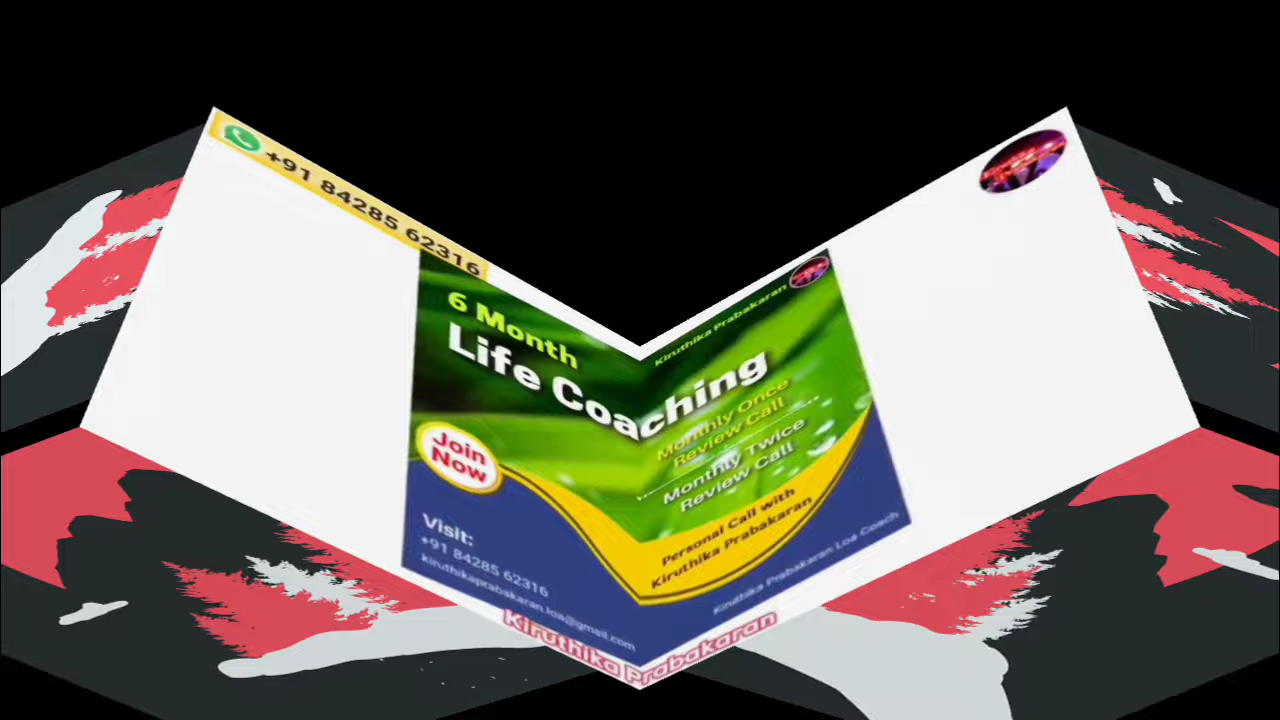 +91 84285 62316
Kiruthika Prabakaran
6 Month
Life Coaching
Monthly Once
Review Call
Monthly Twice
Review Call
Join
Now
Personal Call with
Kiruthika Prabakaran
Visit:
+91 84285 62316
kiruthikaprabakaran.loa@gmail.com
Kiruthika Prabakaran Loa Coach
Kiruthika Prabakaran